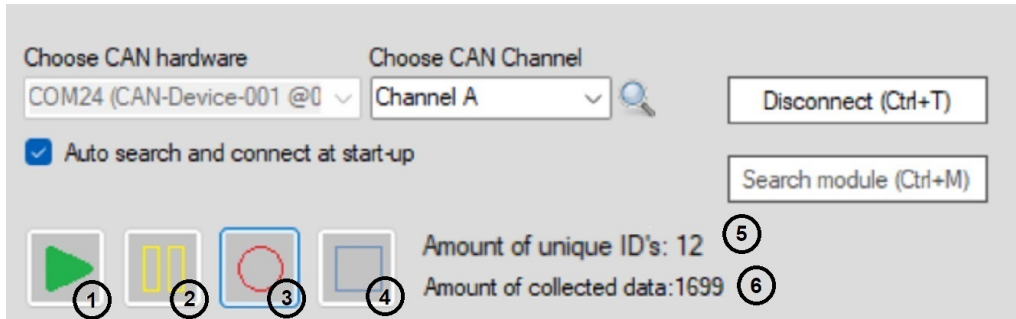 Choose CAN hardware
Choose CAN Channel
COM24 (CAN-Device-001 @0
Channel A
Disconnect (Ctrl+T)
Auto search and connect at start-up
Search module (Ctrl+M)
Amount of unique ID's: 12
5
Amount of collected data:1699
6
1
2
3
4